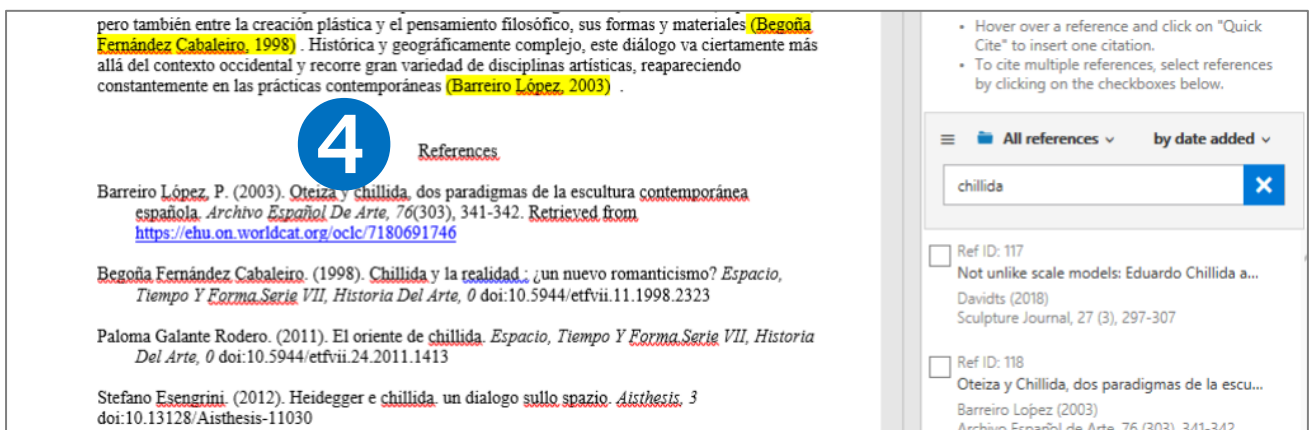 pero también entre la creación plástica y el pensamiento filosófico, sus formas y materiales (Begoña
Fernández Cabaleiro, 1998) . Histórica y geográficamente complejo, este diálogo va ciertamente más
allá del contexto occidental y recorre gran variedad de disciplinas artísticas, reapareciendo
constantemente en las prácticas contemporáneas (Barreiro López, 2003) .
4
References
Barreiro López, P. (2003). Oteiza y chillida, dos paradigmas de la escultura contemporánea
española. Archivo Español De Arte, 76(303), 341-342. Retrieved from
https://ehu.on.worldcat.org/oclc/7180691746
Begoña Fernández Cabaleiro. (1998). Chillida y la realidad : ¿un nuevo romanticismo? Espacio,
Tiempo Y Forma.Serie VII, Historia Del Arte, 0 doi:10.5944/etfvii.11.1998.2323
Paloma Galante Rodero. (2011). El oriente de chillida. Espacio, Tiempo Y Forma.Serie VII, Historia
Del Arte, 0 doi:10.5944/etfvii.24.2011.1413
Stefano Esengrini. (2012). Heidegger e chillida. un dialogo sullo spazio. Aisthesis, 3
doi:10.13128/Aisthesis-11030
• Hover over a reference and click on "Quick
Cite" to insert one citation.
• To cite multiple references, select references
by clicking on the checkboxes below.
All references by date added
chillida
Ref ID: 117
Not unlike scale models: Eduardo Chillida a...
Davidts (2018)
Sculpture Journal, 27 (3), 297-307
Ref ID: 118
Oteiza y Chillida, dos paradigmas de la escu...
Barreiro López (2003)
Archivo Español de Arte, 76 (303), 341-342